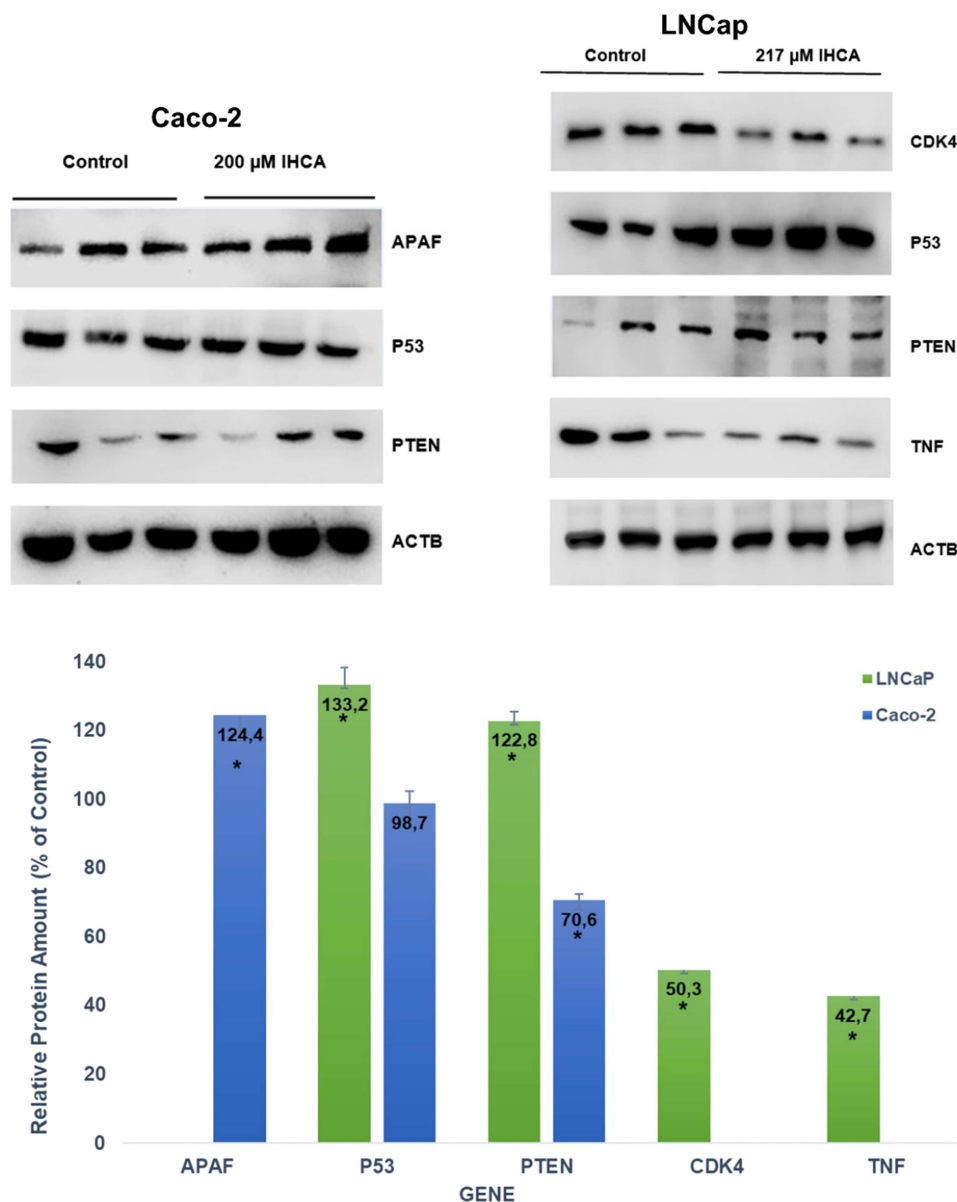 Caco-2
Control
200 µM IHCA
APAF
P53
PTEN
ACTB
LNCap
Control
217 µM IHCA
CDK4
P53
PTEN
TNF
ACTB
Relative Protein Amount (% of Control)
140
120
100
80
60
40
20
0
124,4
*
133,2
*
98,7
122,8
*
70,6
*
50,3
*
42,7
*
LNCaP
Caco-2
APAF
P53
PTEN
CDK4
TNF
GENE